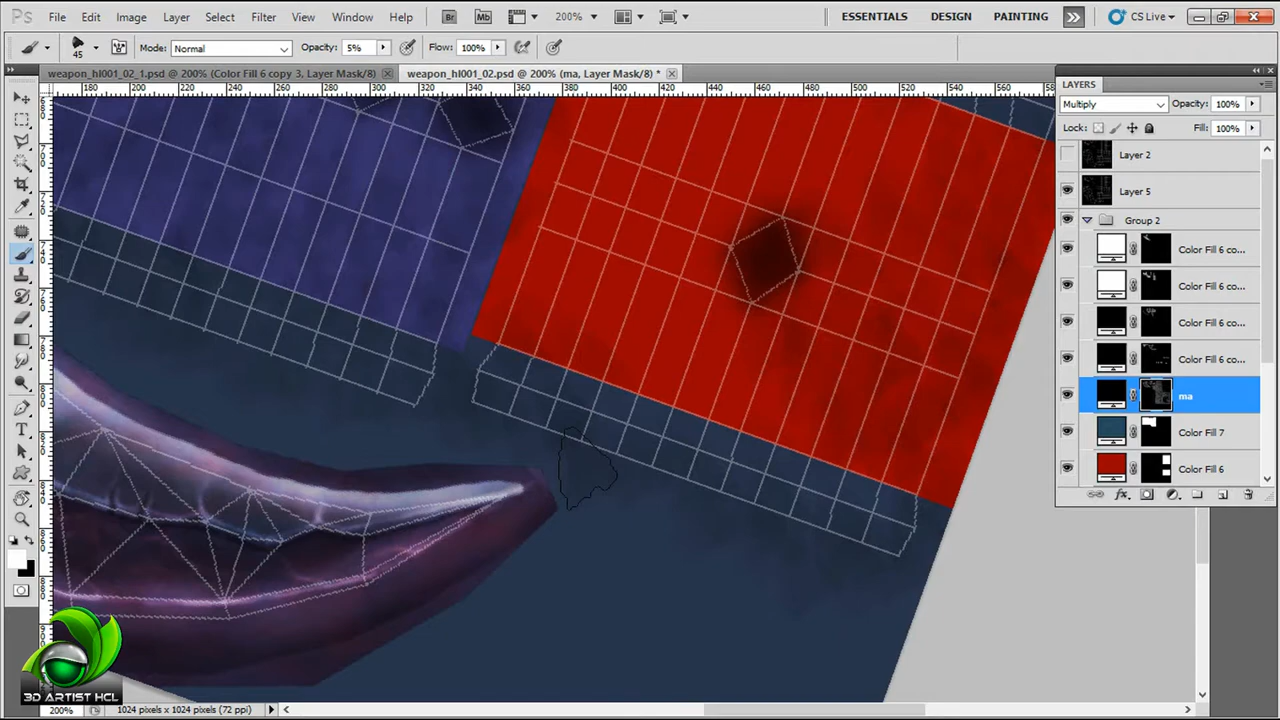 Ps File Edit Image Layer Select Filter View Window Help Br Mb 200% ESSENTIALS DESIGN PAINTING CS Live
45 Mode: Normal Opacity: 5% Flow: 100%
weapon_hl001_02_1.psd @ 200% (Color Fill 6 copy 3, Layer Mask/8) weapon_hl001_02.psd @ 200% (ma, Layer Mask/8) *
180 200 220 240 260 280 300 320 340 360 380 400 420 440 460 480 500 520 540 560
LAYERS
Multiply Opacity: 100%
Lock: Fill: 100%
Layer 2
Layer 5
Group 2
Color Fill 6 co...
Color Fill 6 co...
Color Fill 6 co...
Color Fill 6 co...
ma
Color Fill 7
Color Fill 6
3D ARTIST HCL
200% 1024 pixels x 1024 pixels (72 ppi)